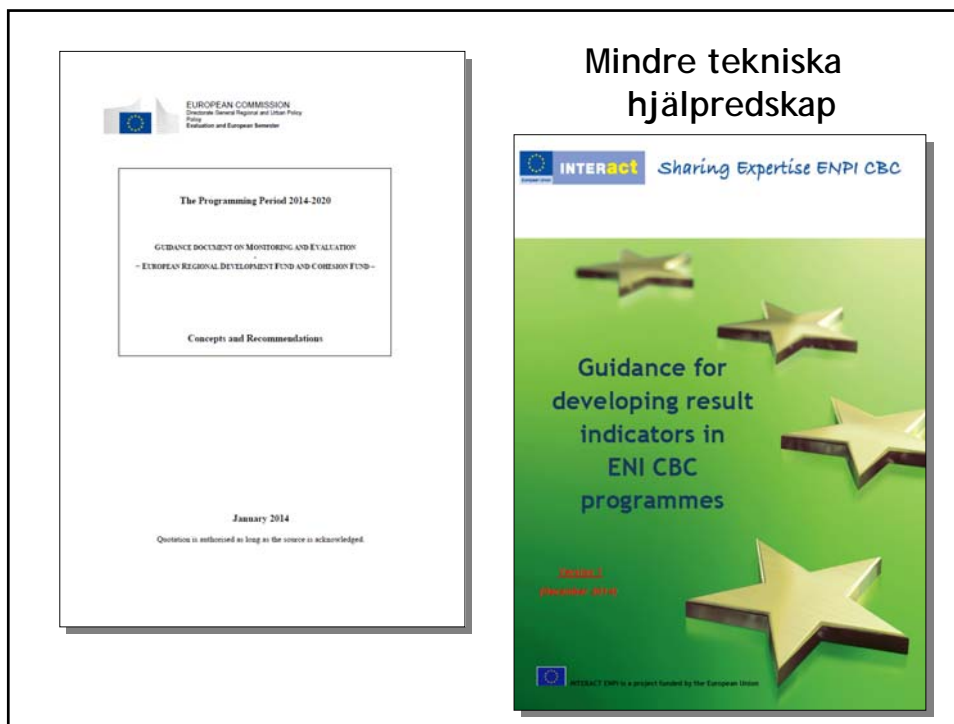 Mindre tekniska
hjälpredskap
EUROPEAN COMMISSION
Directorate General Regional and Urban Policy
Policy
Evaluation and European Semester
The Programming Period 2014-2020
GUIDANCE DOCUMENT ON MONITORING AND EVALUATION
-
– EUROPEAN REGIONAL DEVELOPMENT FUND AND COHESION FUND –
Concepts and Recommendations
January 2014
Quotation is authorised as long as the source is acknowledged.
European Union
INTERact Sharing Expertise ENPI CBC
Guidance for
developing result
indicators in
ENI CBC
programmes
INTERACT ENPI is a project funded by the European Union